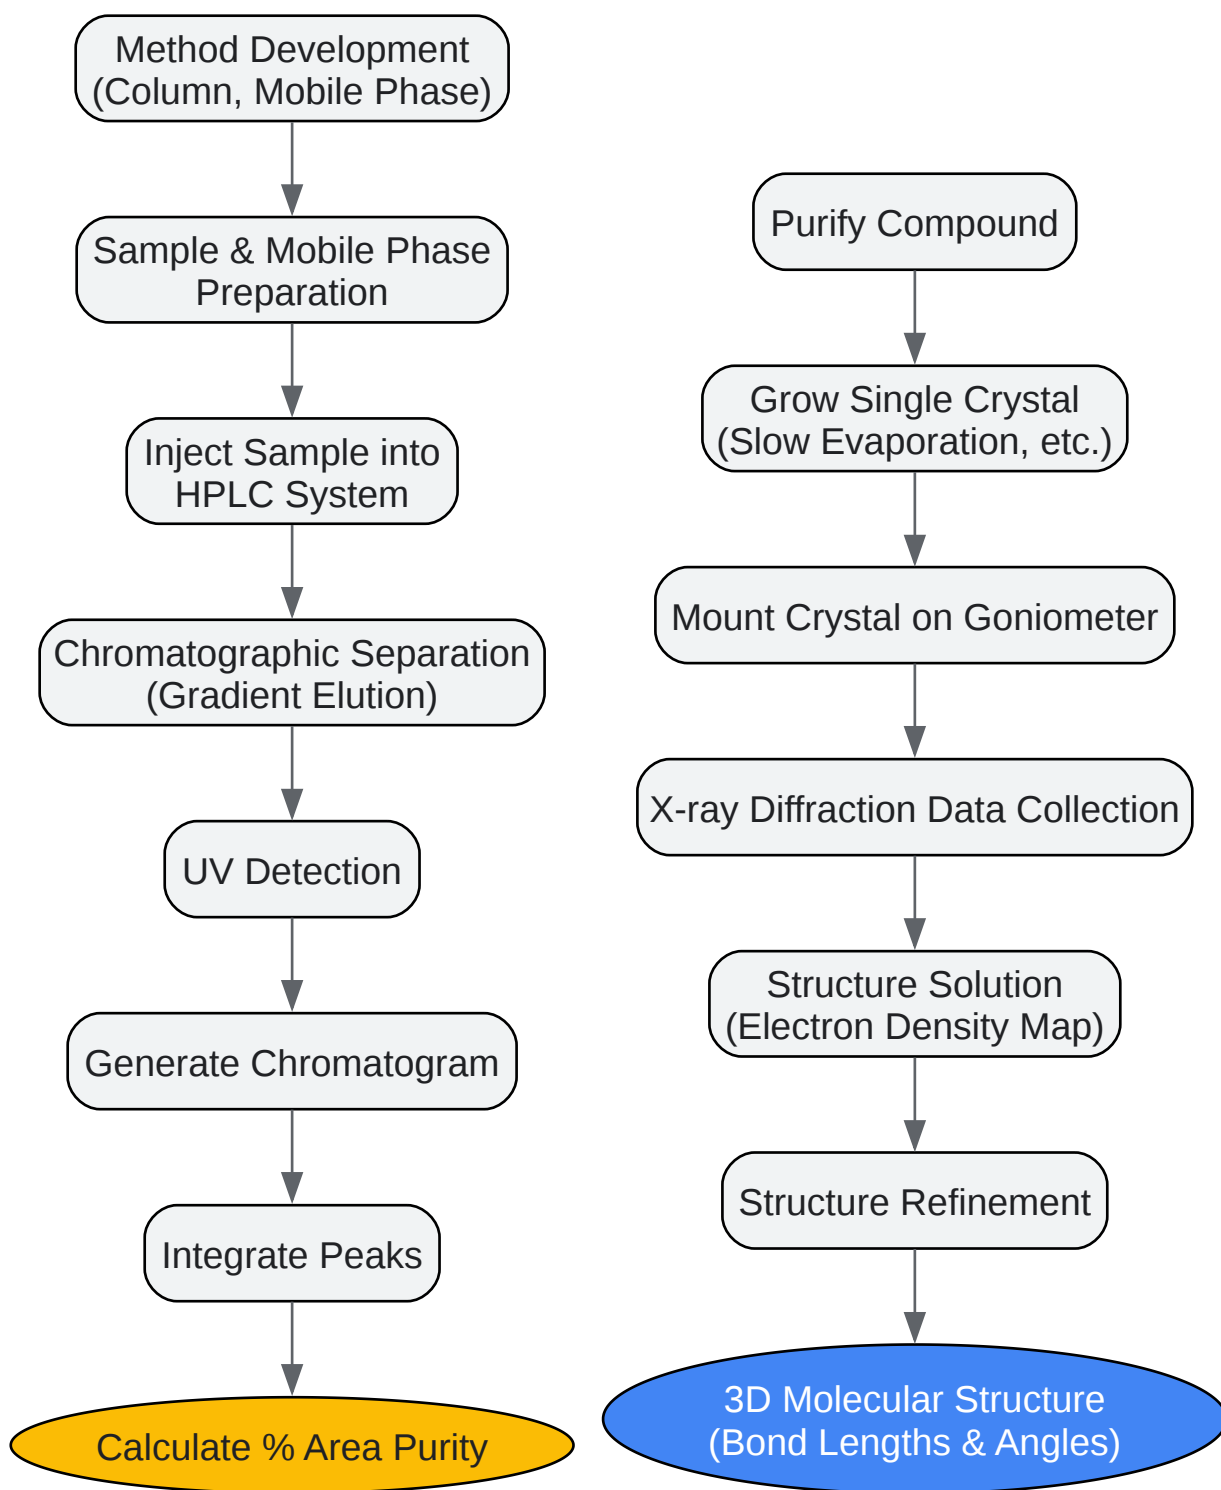 Method Development
(Column, Mobile Phase)
Sample & Mobile Phase
Preparation
Inject Sample into
HPLC System
Chromatographic Separation
(Gradient Elution)
UV Detection
Generate Chromatogram
Integrate Peaks
Calculate % Area Purity
Purify Compound
Grow Single Crystal
(Slow Evaporation, etc.)
Mount Crystal on Goniometer
X-ray Diffraction Data Collection
Structure Solution
(Electron Density Map)
Structure Refinement
3D Molecular Structure
(Bond Lengths & Angles)